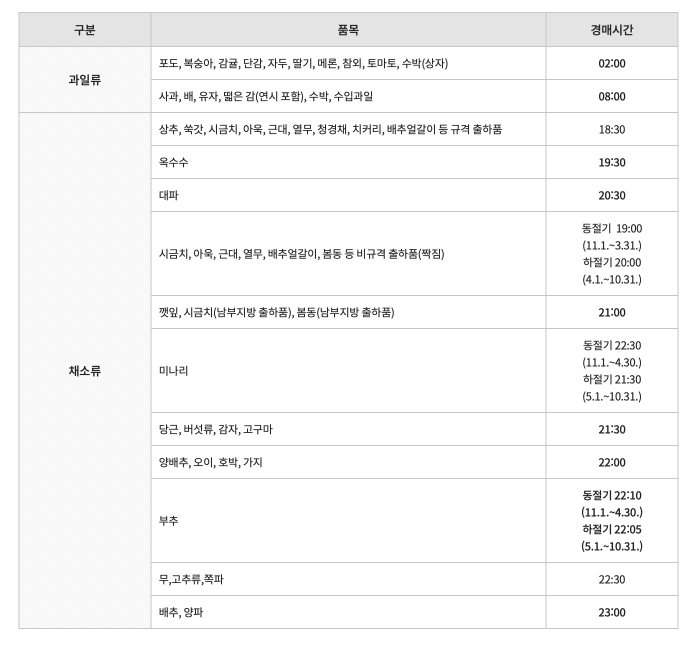 구분 품목 경매시간
과일류
포도, 복숭아, 감귤, 단감, 자두, 딸기, 메론, 참외, 토마토, 수박(상자) 02:00
사과, 배, 유자, 떫은 감(연시 포함), 수박, 수입과일 08:00
채소류
상추, 쑥갓, 시금치, 아욱, 근대, 열무, 청경채, 치커리, 배추얼갈이 등 규격 출하품 18:30
옥수수 19:30
대파 20:30
시금치, 아욱, 근대, 열무, 배추얼갈이, 봄동 등 비규격 출하품(짝짐)
동절기 19:00
(11.1.~3.31.)
하절기 20:00
(4.1.~10.31.)
깻잎, 시금치(남부지방 출하품), 봄동(남부지방 출하품) 21:00
미나리
동절기 22:30
(11.1.~4.30.)
하절기 21:30
(5.1.~10.31.)
당근, 버섯류, 감자, 고구마 21:30
양배추, 오이, 호박, 가지 22:00
부추
동절기 22:10
(11.1.~4.30.)
하절기 22:05
(5.1.~10.31.)
무,고추류,쪽파 22:30
배추, 양파 23:00